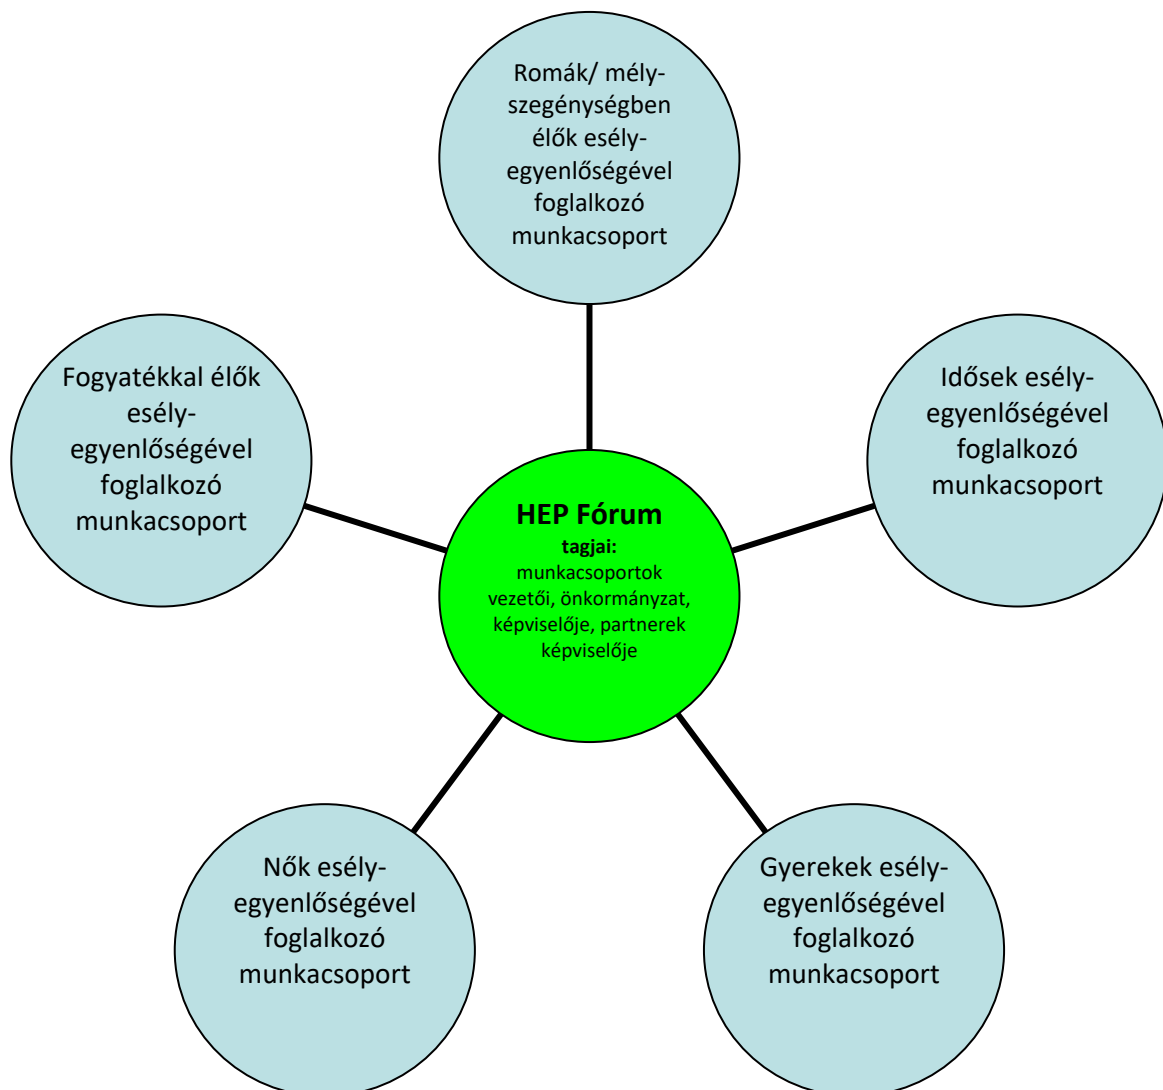 Romák/ mély-
szegénységben
élők esély-
egyenlőségével
foglalkozó
munkacsoport
Fogyatékkal élők
esély-
egyenlőségével
foglalkozó
munkacsoport
Idősek esély-
egyenlőségével
foglalkozó
munkacsoport
HEP Fórum
tagjai:
munkacsoportok
vezetői, önkormányzat,
képviselője, partnerek
képviselője
Nők esély-
egyenlőségével
foglalkozó
munkacsoport
Gyerekek esély-
egyenlőségével
foglalkozó
munkacsoport